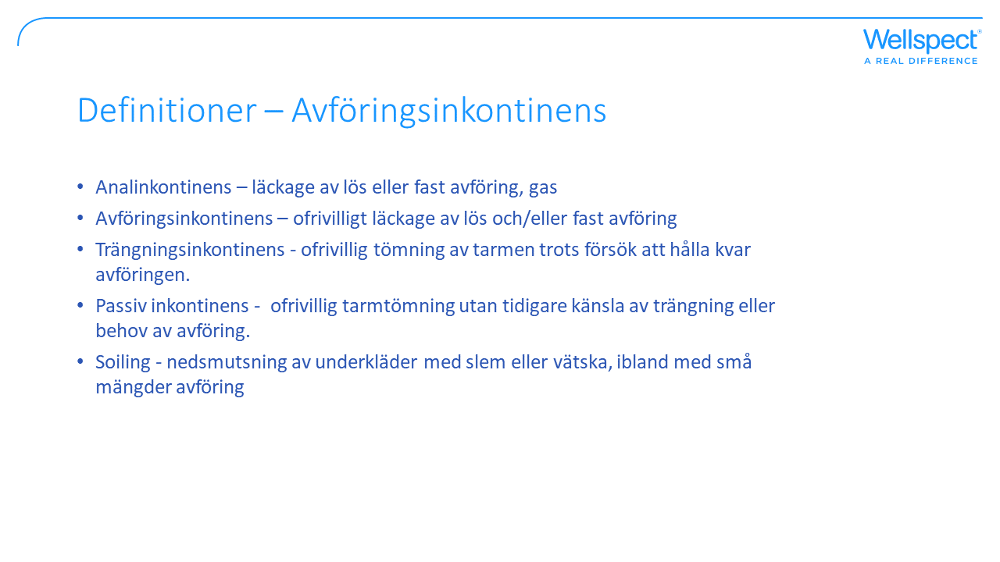 Wellspect®
A REAL DIFFERENCE
Definitioner – Avföringsinkontinens
• Analinkontinens – läckage av lös eller fast avföring, gas
• Avföringsinkontinens – ofrivilligt läckage av lös och/eller fast avföring
• Trängningsinkontinens - ofrivillig tömning av tarmen trots försök att hålla kvar
avföringen.
• Passiv inkontinens -  ofrivillig tarmtömning utan tidigare känsla av trängning eller
behov av avföring.
• Soiling - nedsmutsning av underkläder med slem eller vätska, ibland med små
mängder avföring